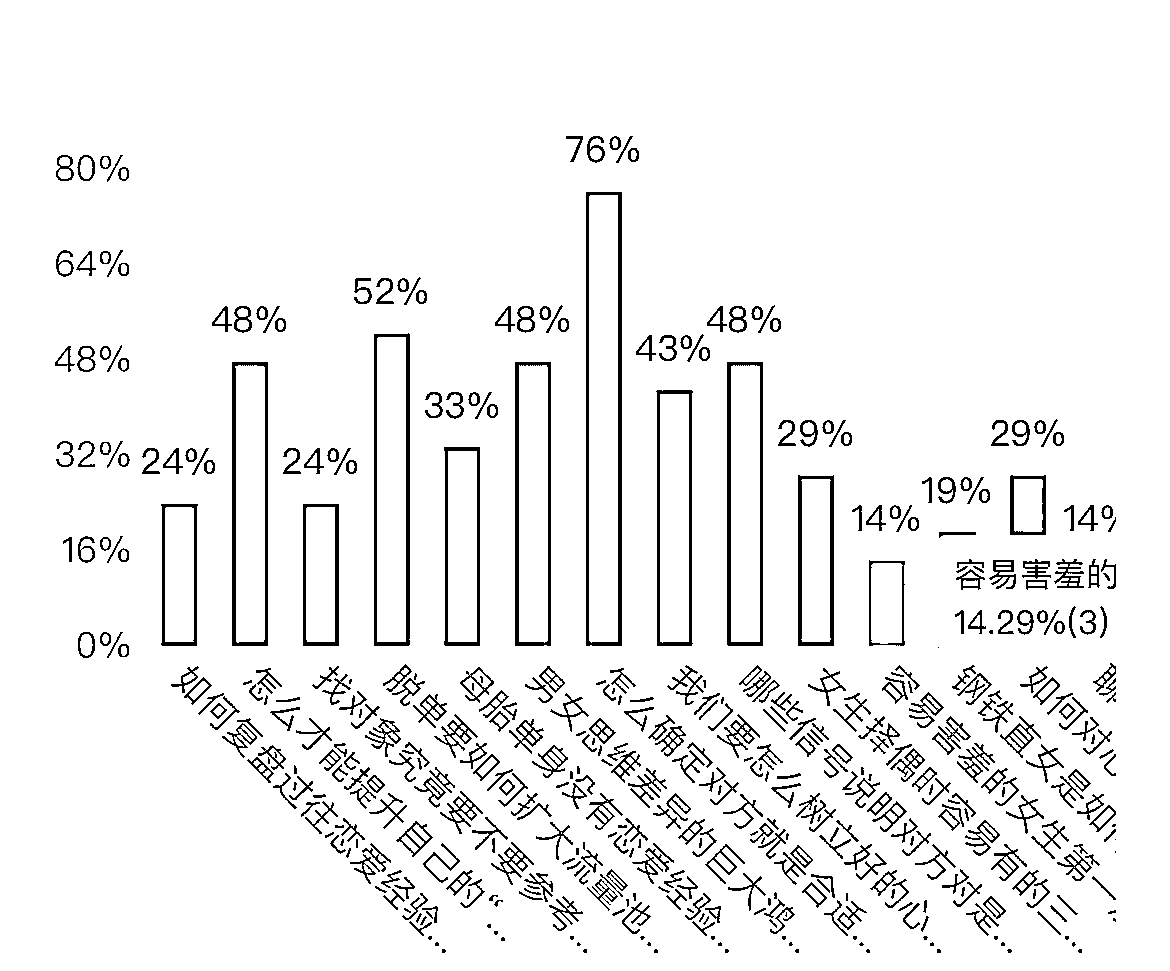 76%
80%
64%
52%
48%
48%
48%
43%
48%
33%
29%
29%
32%
24%
24%
19%
14%
14%
16%
容易害羞的
14.29%(3)
0%
如何复盘过往恋爱经验...
怎么才能提升自己的“...
找对象究竟要不要参考...
脱单要如何扩大流量池...
母胎单身没有恋爱经验...
男女思维差异的巨大鸿...
怎么确定对方就是合适...
我们要怎么树立好的心...
哪些信号说明对方对是...
女生择偶时容易有的三...
容易害羞的女生第一
钢铁直女是如何
如何对心